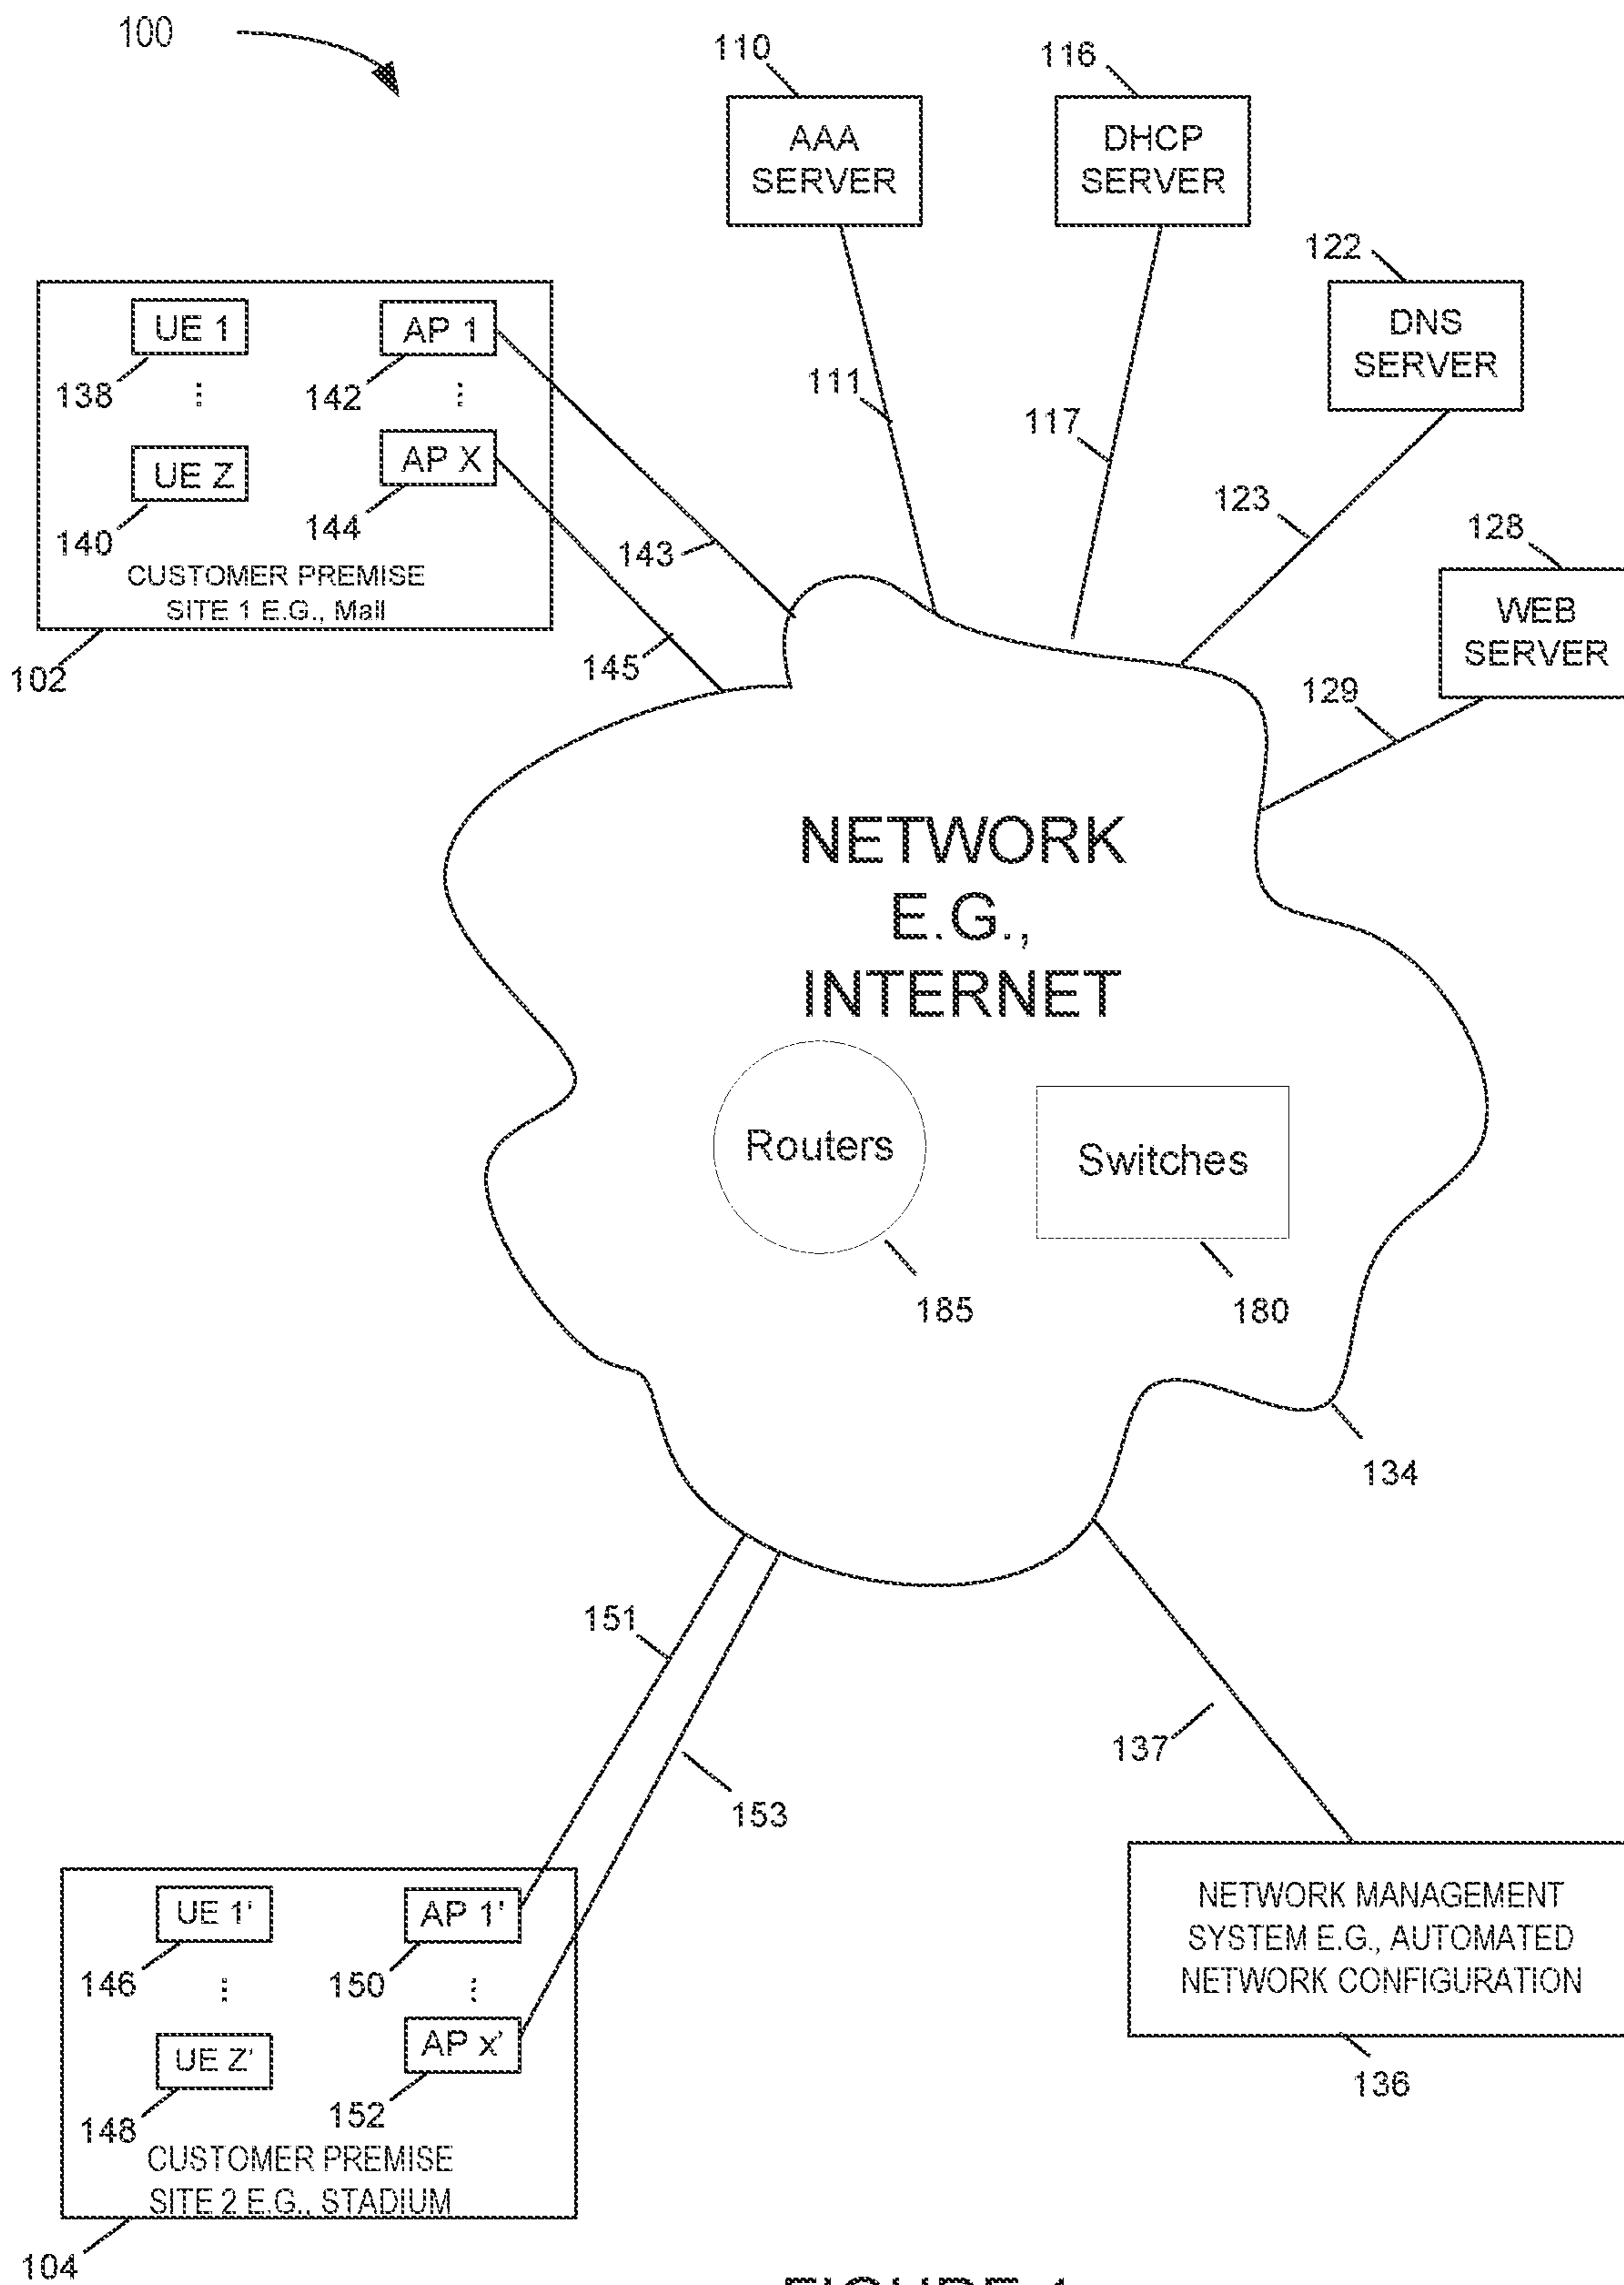 100
110
116
AAA
SERVER
DHCP
SERVER
122
DNS
SERVER
UE 1
AP 1
138
142
UE Z
AP X
140
144
CUSTOMER PREMISE
SITE 1 E.G., Mall
102
111
117
123
128
143
145
WEB
SERVER
129
NETWORK
E.G.,
INTERNET
Routers
Switches
185
180
134
151
153
137
UE 1'
AP 1'
146
150
UE Z'
AP x'
148
152
CUSTOMER PREMISE
SITE 2 E.G., STADIUM
104
NETWORK MANAGEMENT
SYSTEM E.G., AUTOMATED
NETWORK CONFIGURATION
136
FIGURE 1